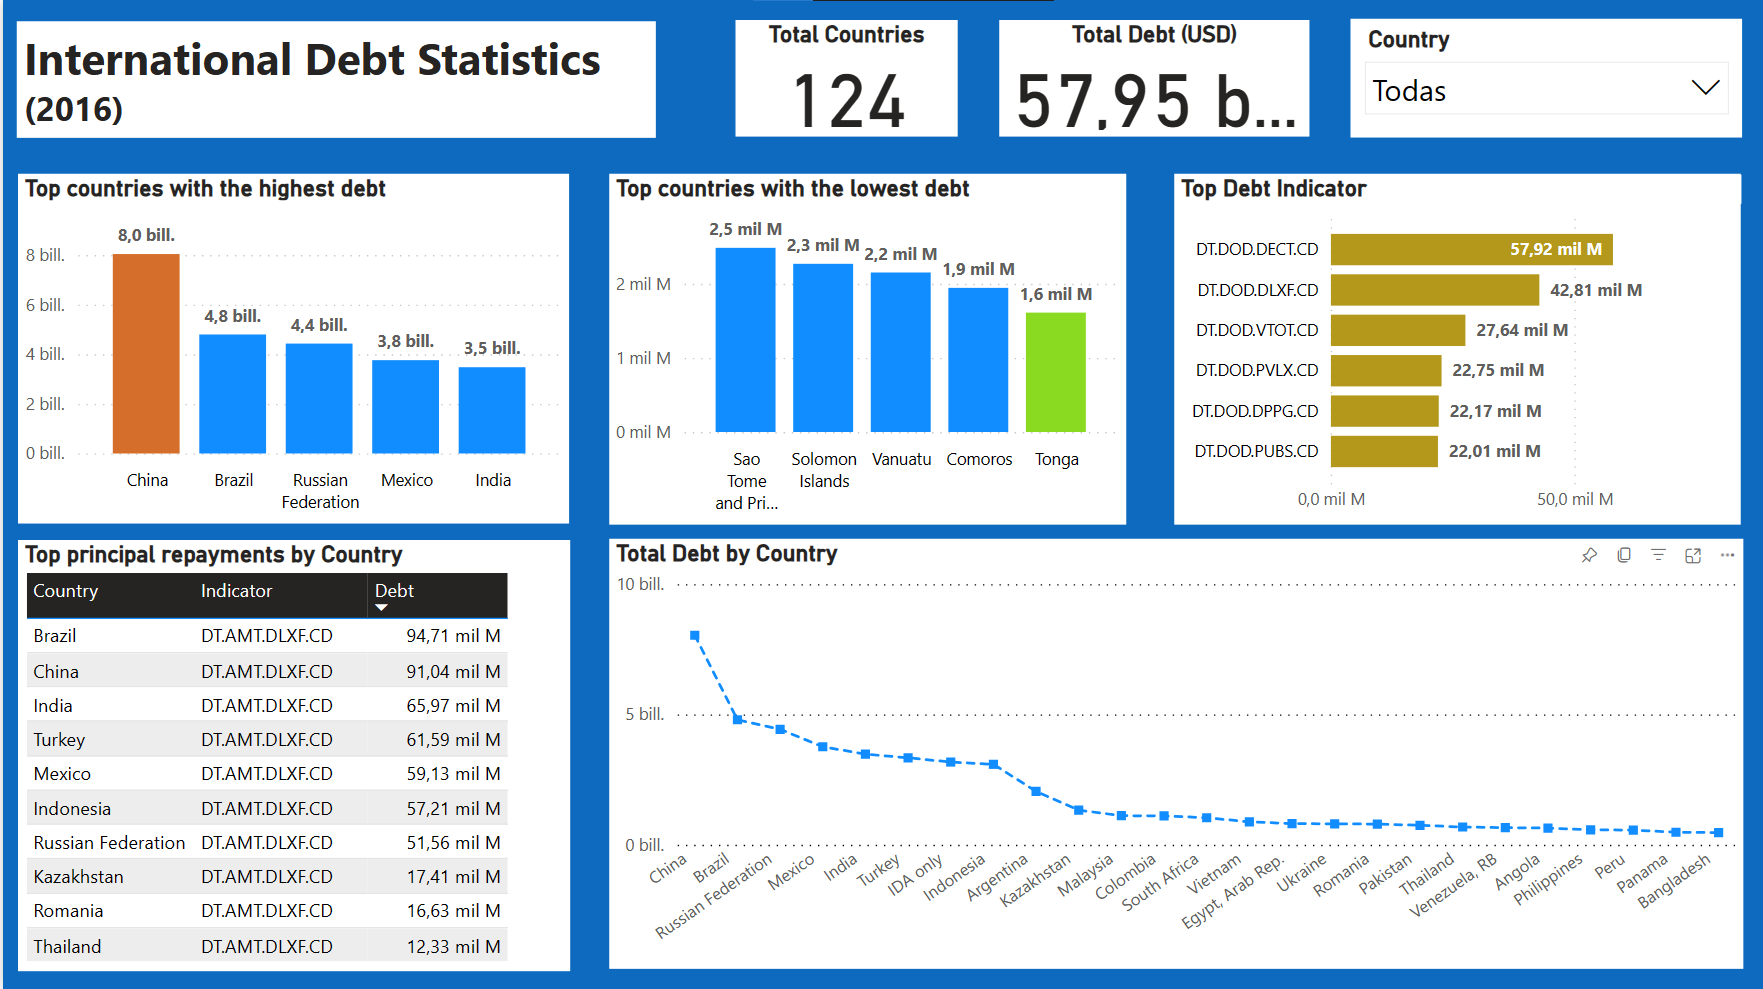 International Debt Statistics
(2016)
Total Countries
124
Total Debt (USD)
57,95 b...
Country
Todas
Top countries with the highest debt
8 bill.
6 bill.
4 bill.
2 bill.
0 bill.
8,0 bill.
4,8 bill.
4,4 bill.
3,8 bill.
3,5 bill.
China
Brazil
Russian
Federation
Mexico
India
Top countries with the lowest debt
2 mil M
1 mil M
0 mil M
2,5 mil M
2,3 mil M
2,2 mil M
1,9 mil M
1,6 mil M
Sao
Tome
and Pri...
Solomon
Islands
Vanuatu
Comoros
Tonga
Top Debt Indicator
DT.DOD.DECT.CD 57,92 mil M
DT.DOD.DLXF.CD 42,81 mil M
DT.DOD.VTOT.CD 27,64 mil M
DT.DOD.PVLX.CD 22,75 mil M
DT.DOD.DPPG.CD 22,17 mil M
DT.DOD.PUBS.CD 22,01 mil M
0,0 mil M 50,0 mil M
Top principal repayments by Country
Country Indicator Debt
Brazil DT.AMT.DLXF.CD 94,71 mil M
China DT.AMT.DLXF.CD 91,04 mil M
India DT.AMT.DLXF.CD 65,97 mil M
Turkey DT.AMT.DLXF.CD 61,59 mil M
Mexico DT.AMT.DLXF.CD 59,13 mil M
Indonesia DT.AMT.DLXF.CD 57,21 mil M
Russian Federation DT.AMT.DLXF.CD 51,56 mil M
Kazakhstan DT.AMT.DLXF.CD 17,41 mil M
Romania DT.AMT.DLXF.CD 16,63 mil M
Thailand DT.AMT.DLXF.CD 12,33 mil M
Total Debt by Country
10 bill.
5 bill.
0 bill.
China
Brazil
Russian Federation
Mexico
India
Turkey
IDA only
Indonesia
Argentina
Kazakhstan
Malaysia
Colombia
South Africa
Vietnam
Egypt, Arab Rep.
Ukraine
Romania
Pakistan
Thailand
Venezuela, RB
Angola
Philippines
Peru
Panama
Bangladesh